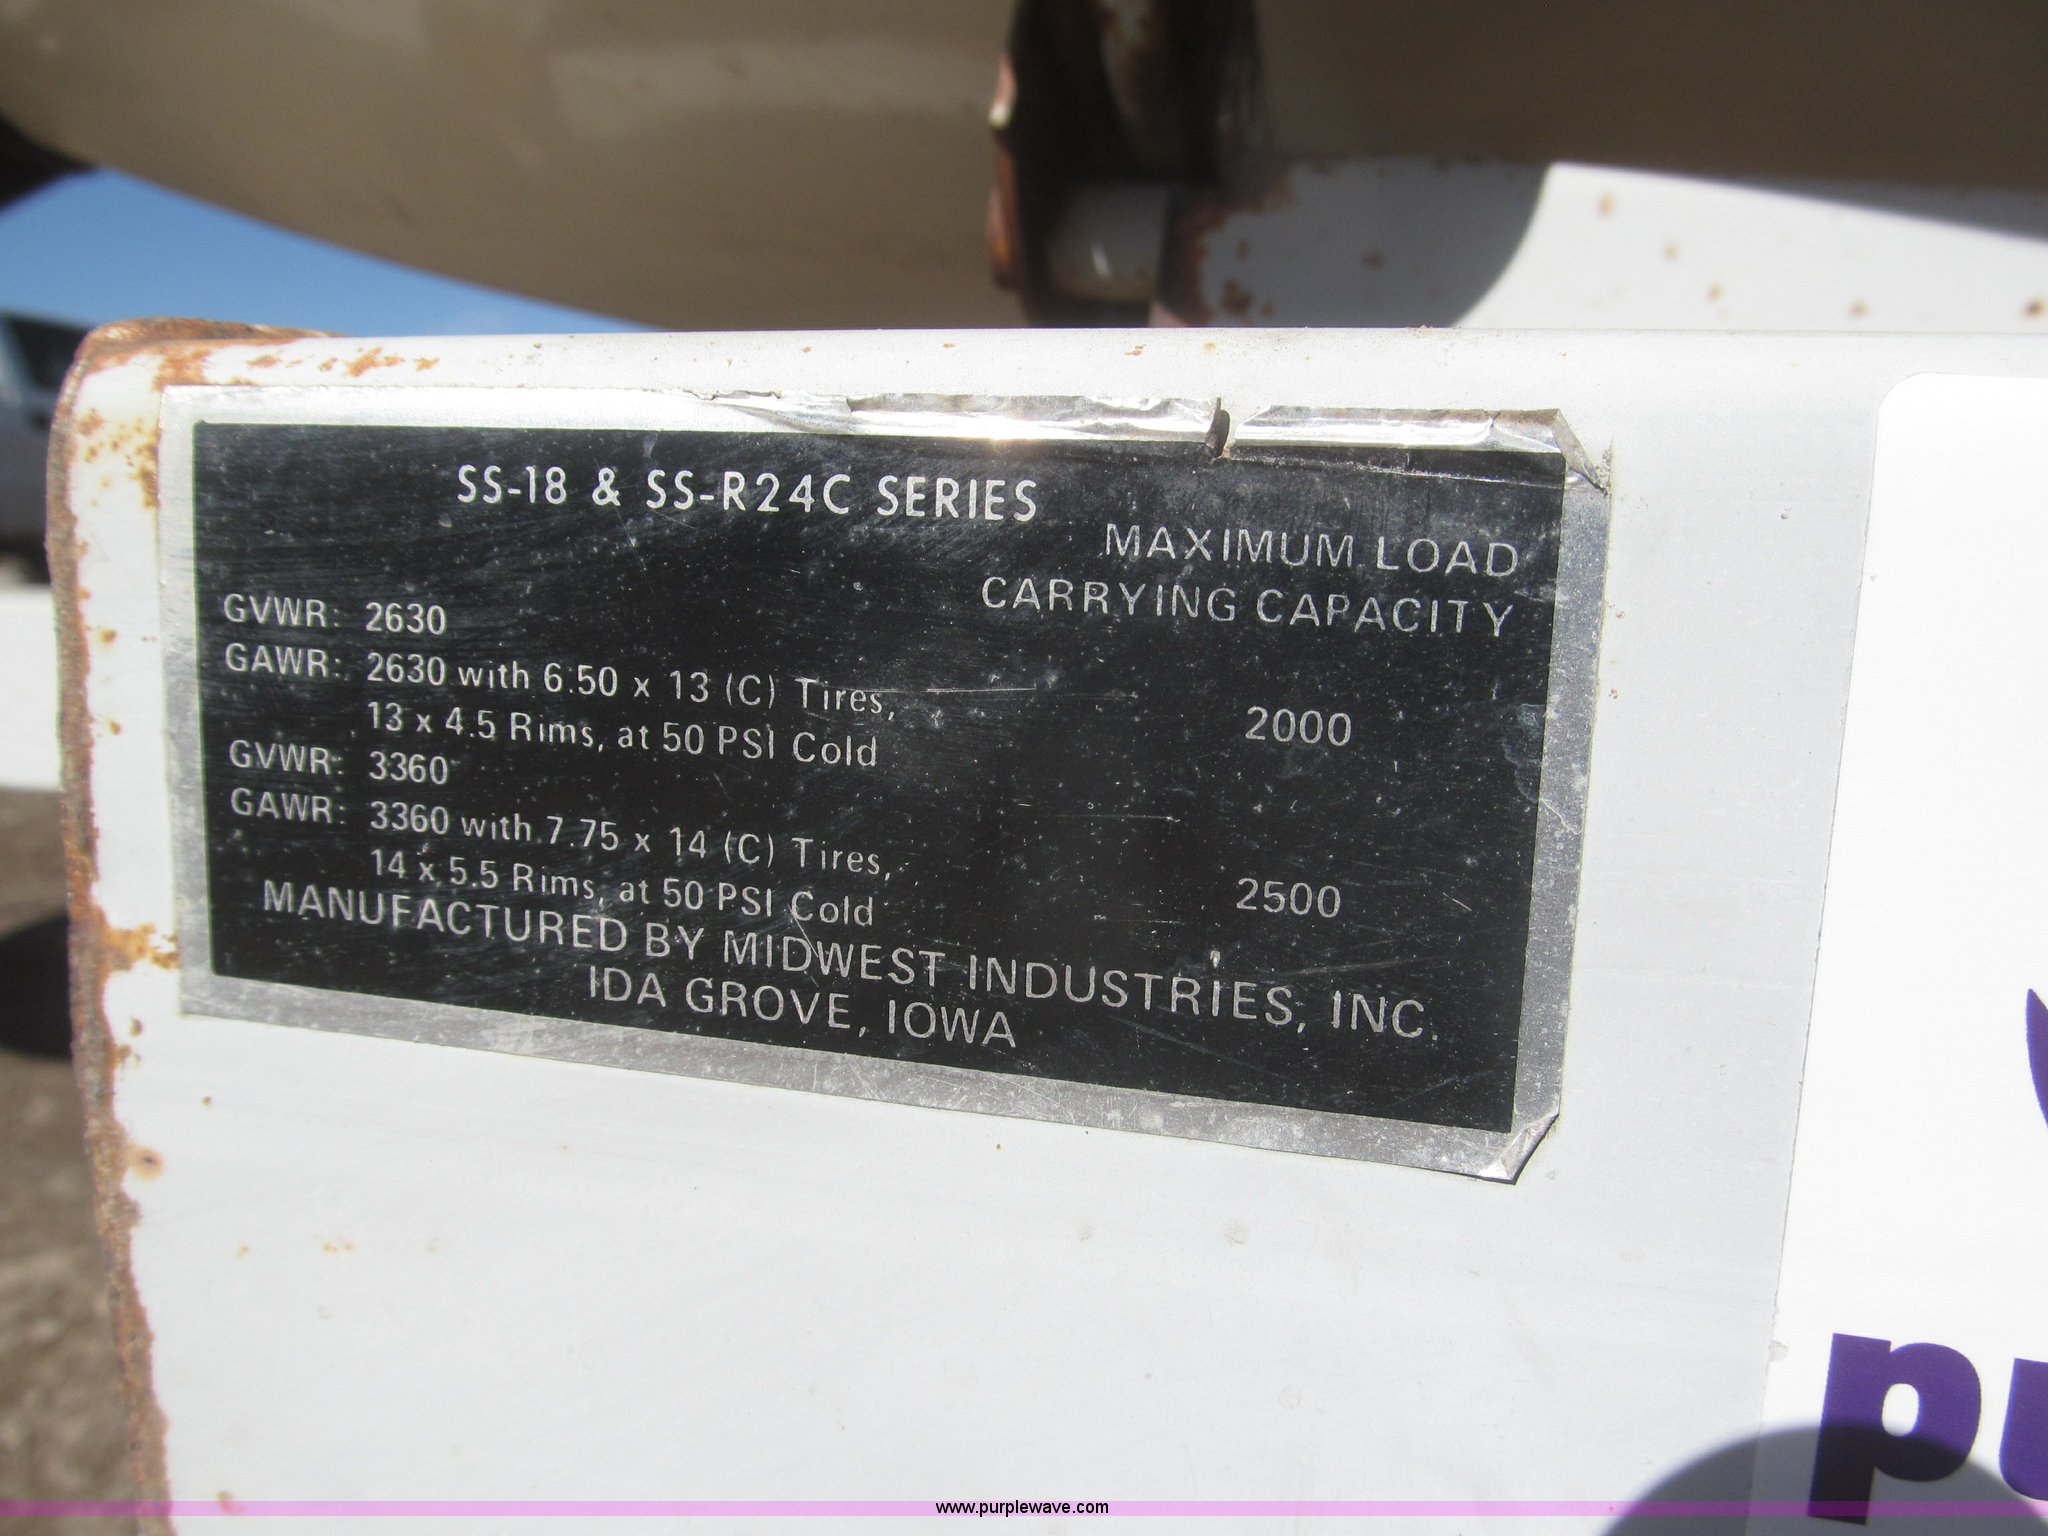 SS-18 & SS-R24C SERIES
MAXIMUM LOAD
CARRYING CAPACITY
GVWR: 2630
GAWR: 2630 with 6.50 x 13 (C) Tires,
13 x 4.5 Rims, at 50 PSI Cold 2000
GVWR: 3360
GAWR: 3360 with 7.75 x 14 (C) Tires,
14 x 5.5 Rims, at 50 PSI Cold 2500
MANUFACTURED BY MIDWEST INDUSTRIES, INC.
IDA GROVE, IOWA
pu
www.purplewave.com